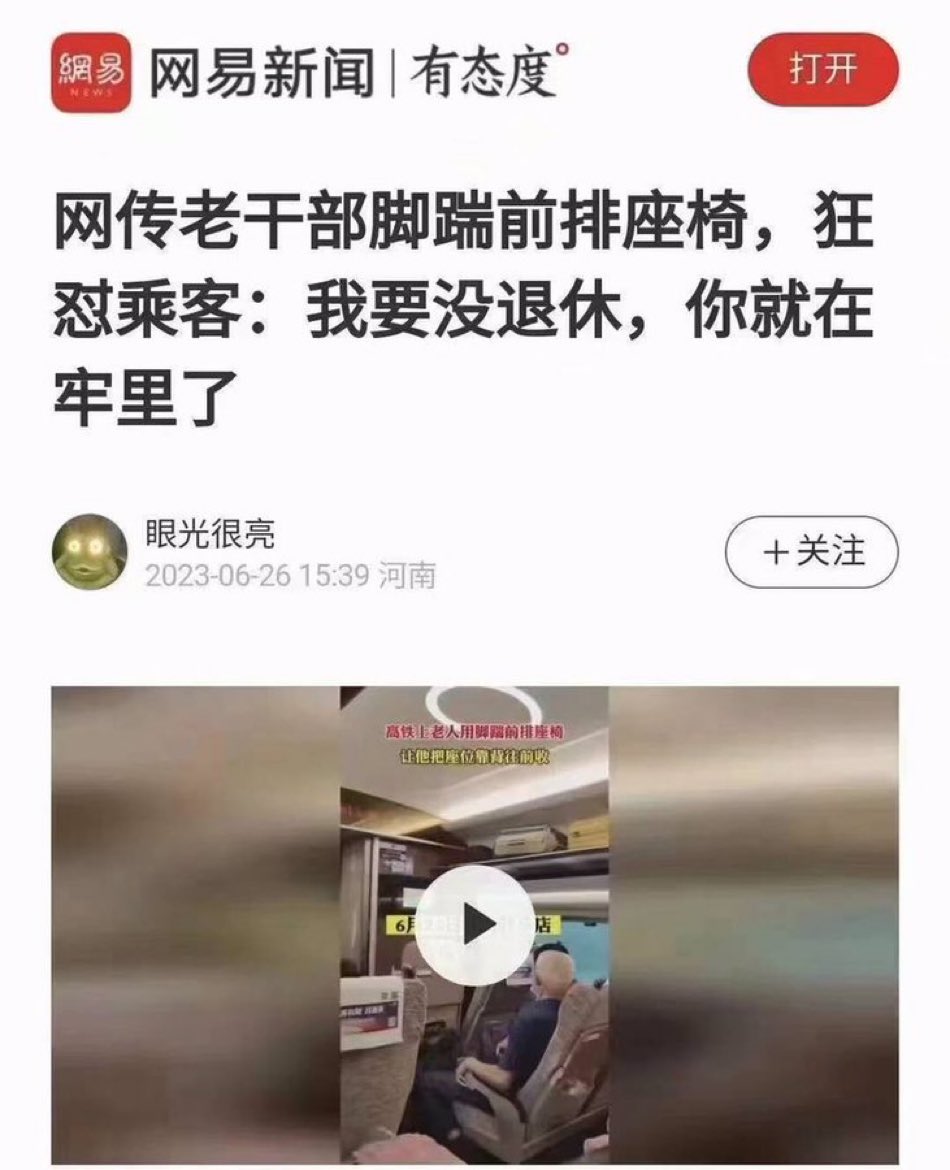 網易
NEWS
网易新闻|有态度°
打开
网传老干部脚踹前排座椅，狂
怼乘客：我要没退休，你就在
牢里了
眼光很亮
2023-06-26 15:39 河南
＋关注
高铁上老人用脚踹前排座椅
让他把座位靠背往前收
6月
店